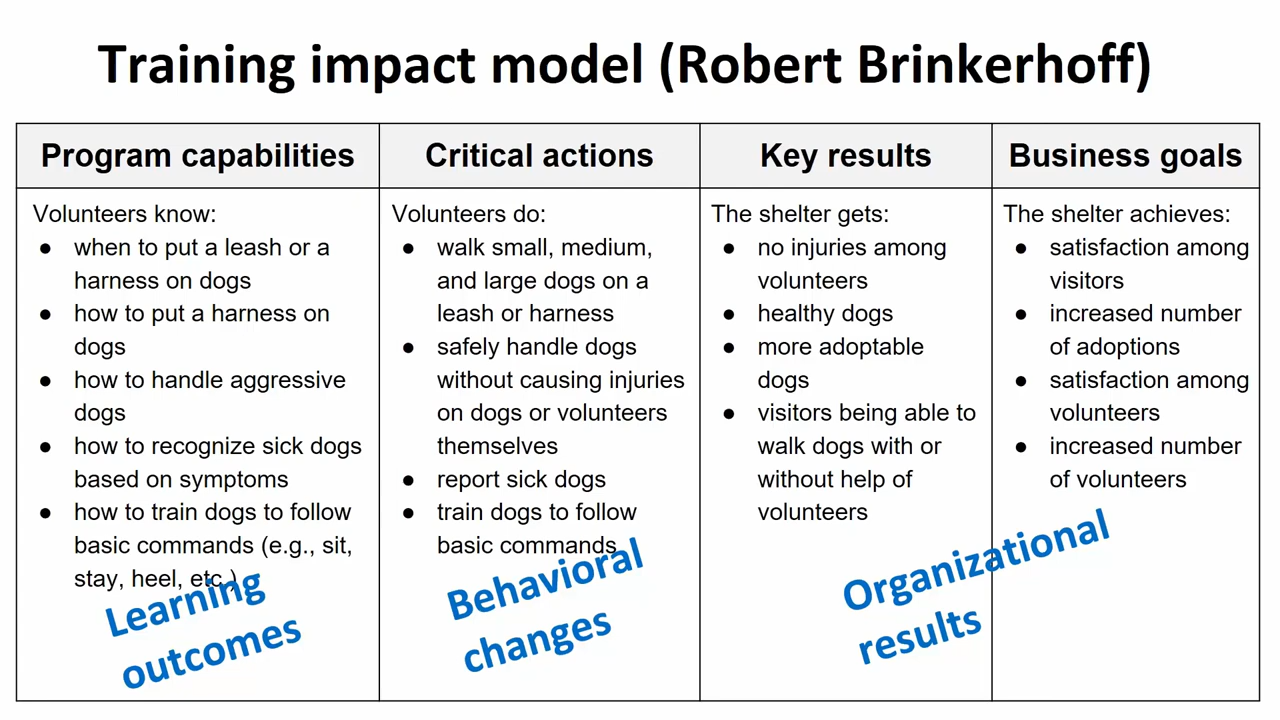 Training impact model (Robert Brinkerhoff)
Program capabilities
Volunteers know:
● when to put a leash or a
harness on dogs
● how to put a harness on
dogs
● how to handle aggressive
dogs
● how to recognize sick dogs
based on symptoms
● how to train dogs to follow
basic commands (e.g., sit,
stay, heel, etc.)
Learning
outcomes
Critical actions
Volunteers do:
● walk small, medium,
and large dogs on a
leash or harness
● safely handle dogs
without causing injuries
on dogs or volunteers
themselves
● report sick dogs
● train dogs to follow
basic commands
Behavioral
changes
Key results
The shelter gets:
● no injuries among
volunteers
● healthy dogs
● more adoptable
dogs
● visitors being able to
walk dogs with or
without help of
volunteers
Business goals
The shelter achieves:
● satisfaction among
visitors
● increased number
of adoptions
● satisfaction among
volunteers
● increased number
of volunteers
Organizational
results